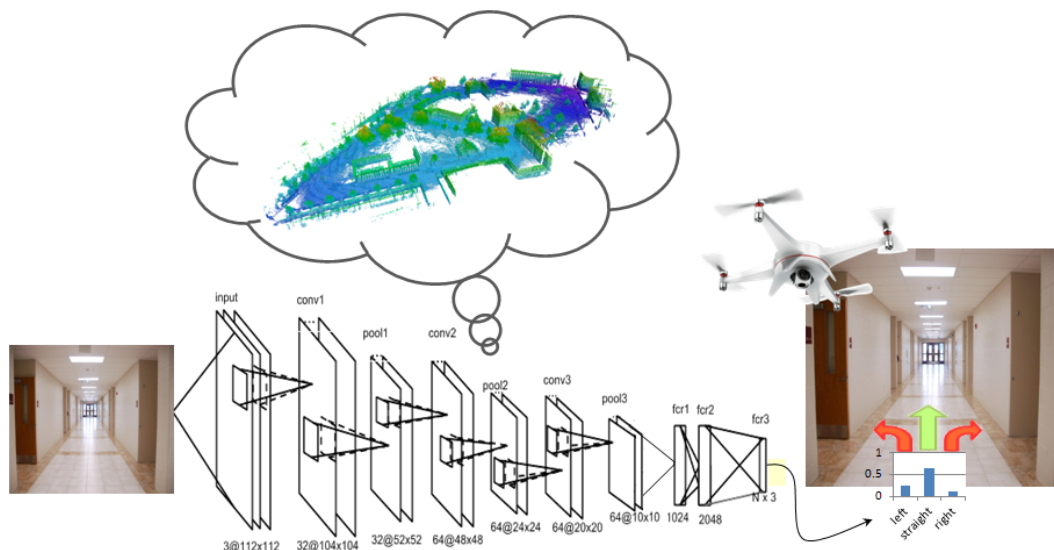 input
conv1
pool1
conv2
pool2
conv3
pool3
fcr1
fcr2
fcr3
3@112x112
32@104x104
32@52x52
64@48x48
64@24x24
64@20x20
64@10x10
1024
2048
N x 3
1
0.5
0
left
straight
right